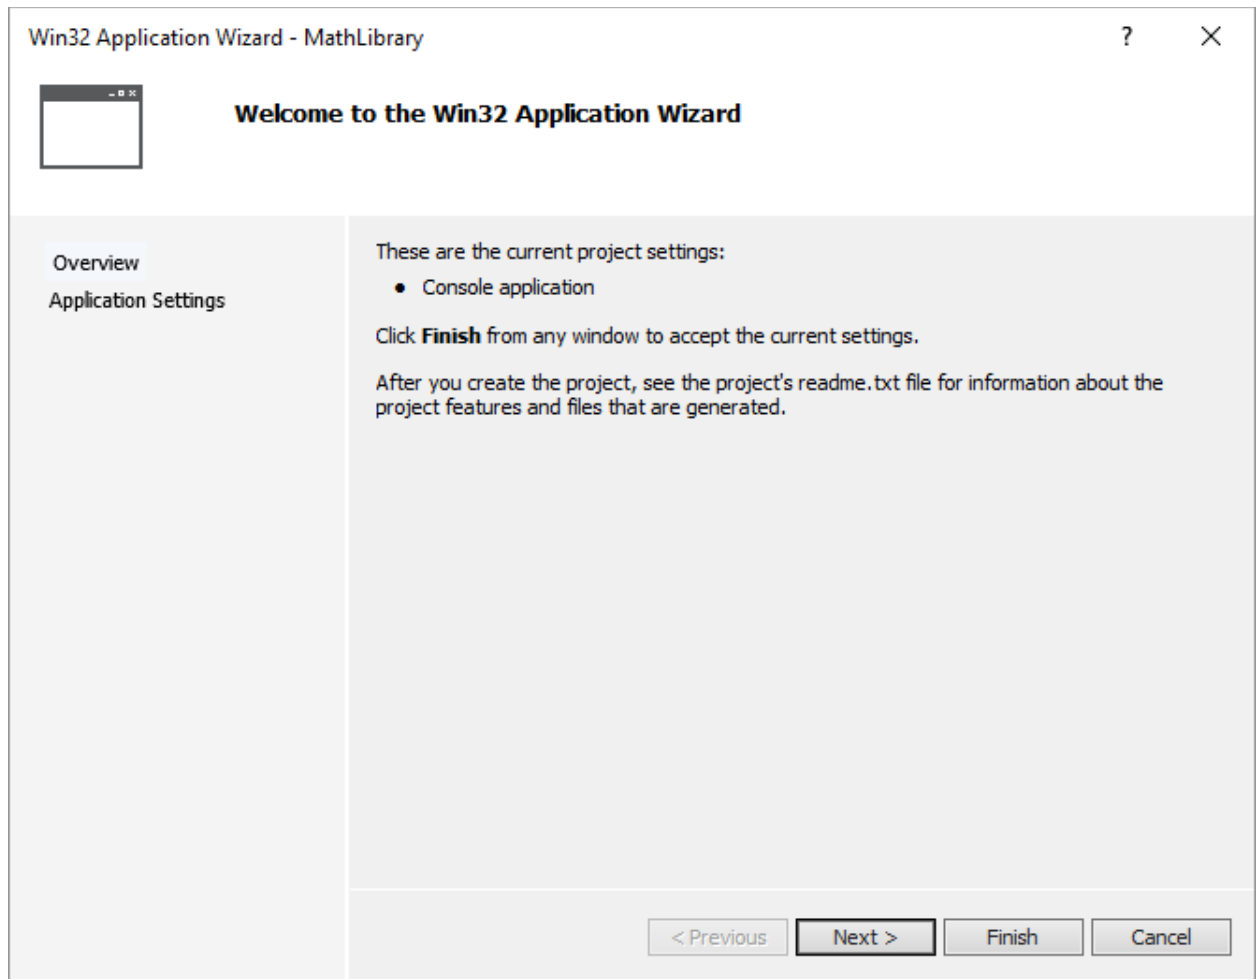 Win32 Application Wizard - MathLibrary
?
Welcome to the Win32 Application Wizard
Overview
Application Settings
These are the current project settings:
• Console application
Click Finish from any window to accept the current settings.
After you create the project, see the project's readme.txt file for information about the
project features and files that are generated.
< Previous
Next >
Finish
Cancel